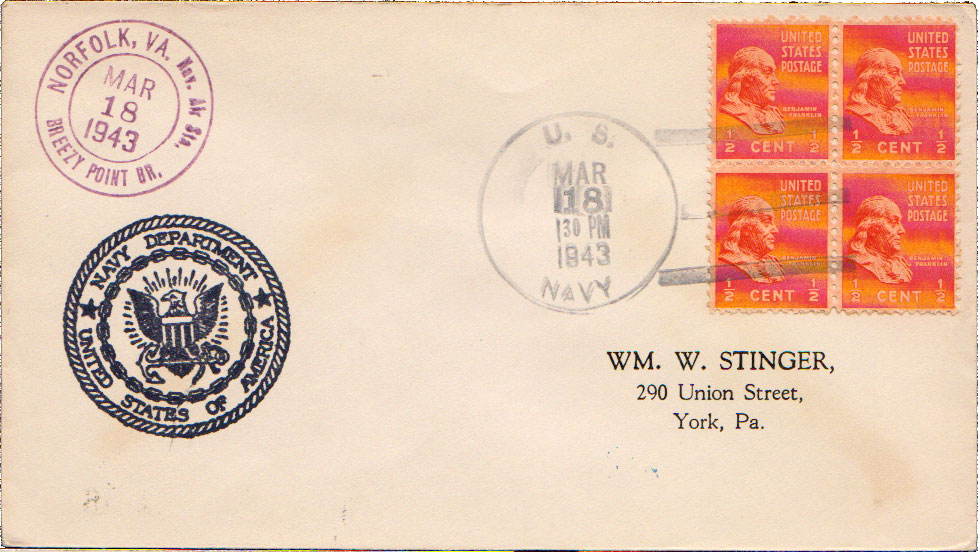 NORFOLK, VA. Nav. Air Sta.
MAR
18
1943
BREEZY POINT BR.
NAVY DEPARTMENT
UNITED STATES OF AMERICA
U. S.
MAR
18
130 PM
1943
NAVY
UNITED
STATES
POSTAGE
BENJAMIN
FRANKLIN
1/2 CENT 1/2
UNITED
STATES
POSTAGE
BENJAMIN
FRANKLIN
1/2 CENT 1/2
UNITED
STATES
POSTAGE
BENJAMIN
FRANKLIN
1/2 CENT 1/2
UNITED
STATES
POSTAGE
BENJAMIN
FRANKLIN
1/2 CENT 1/2
WM. W. STINGER,
290 Union Street,
York, Pa.